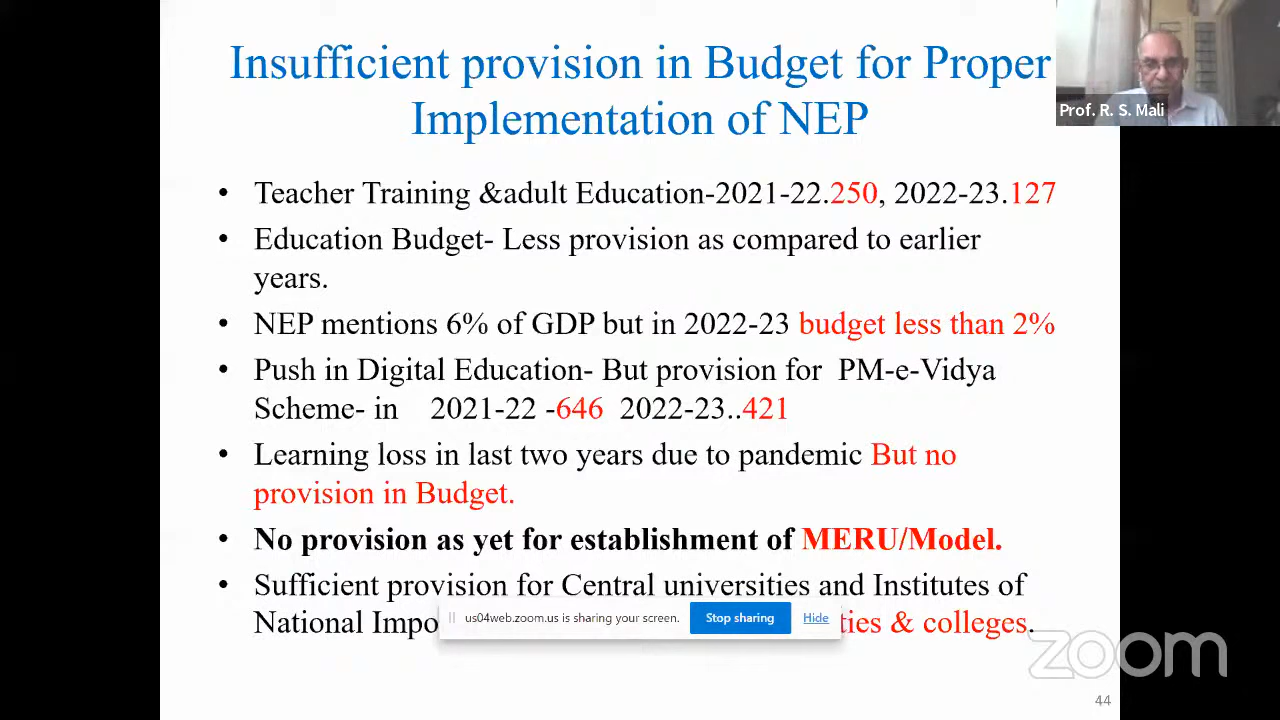 Insufficient provision in Budget for Proper
Implementation of NEP
Prof. R. S. Mali
• Teacher Training &adult Education-2021-22.250, 2022-23.127
• Education Budget- Less provision as compared to earlier
years.
• NEP mentions 6% of GDP but in 2022-23 budget less than 2%
• Push in Digital Education- But provision for PM-e-Vidya
Scheme- in 2021-22 -646 2022-23..421
• Learning loss in last two years due to pandemic But no
provision in Budget.
• No provision as yet for establishment of MERU/Model.
• Sufficient provision for Central universities and Institutes of
National & colleges.
us04web.zoom.us is sharing your screen. Stop sharing Hide
zoom
44